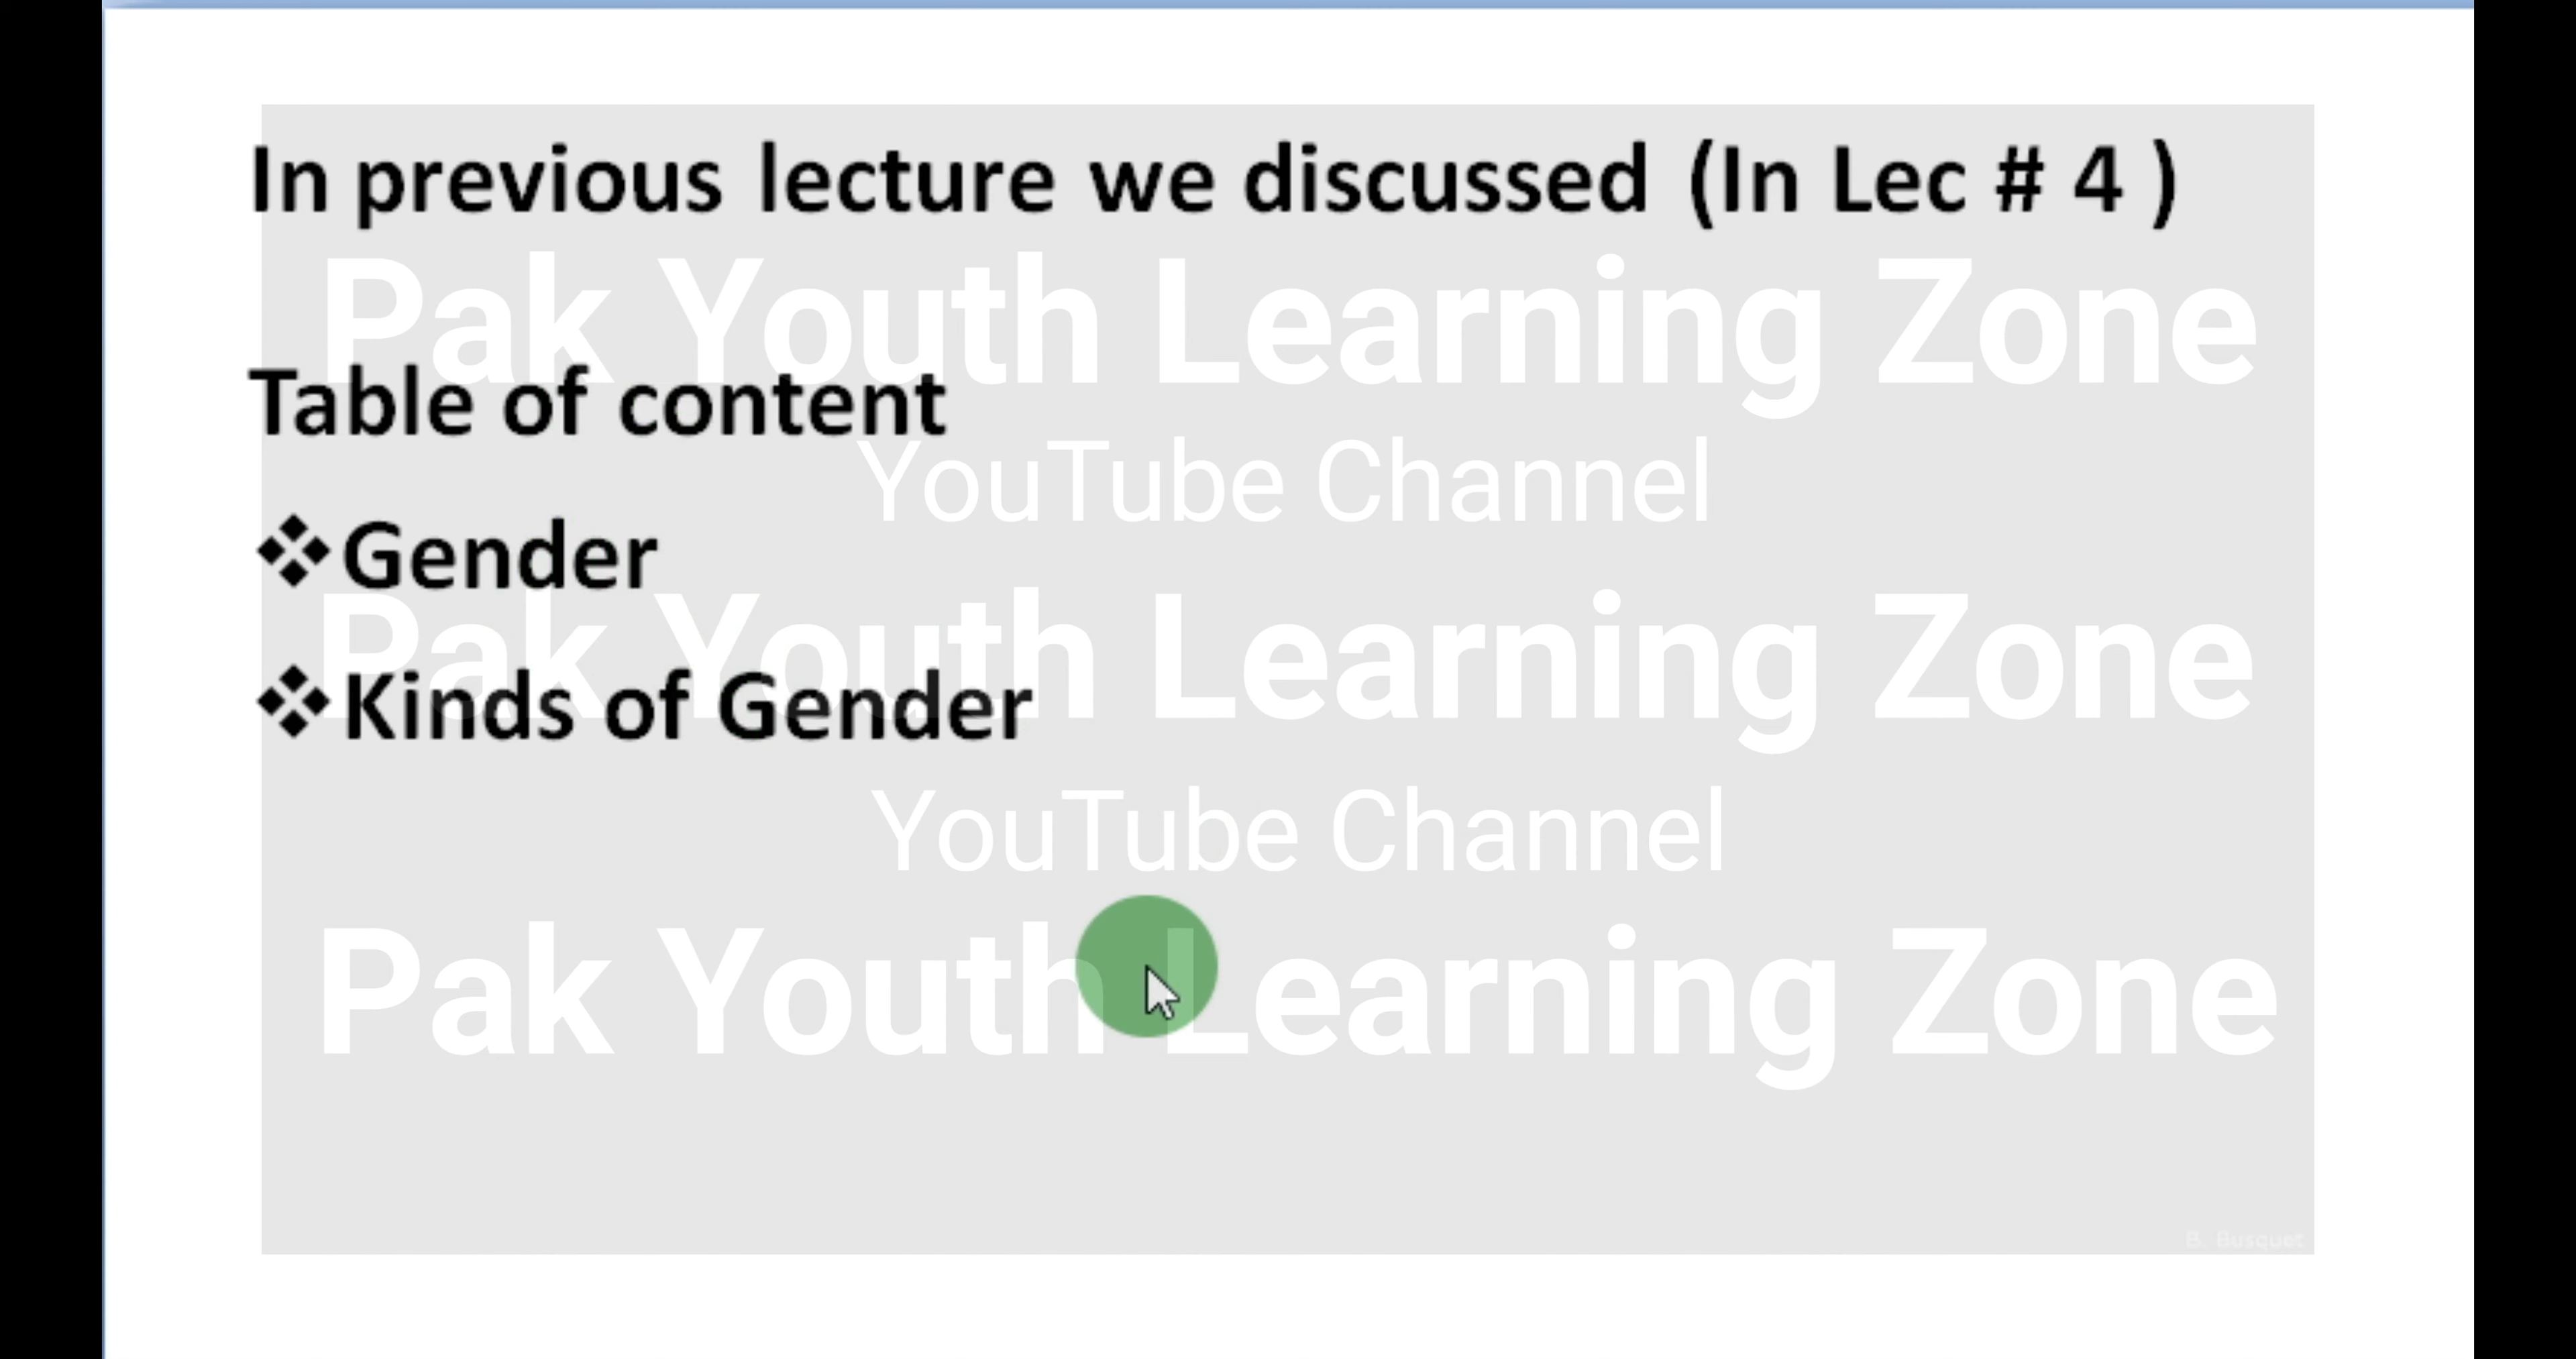 In previous lecture we discussed (In Lec # 4 )
Pak Youth Learning Zone
Table of content
YouTube Channel
❖Gender
Pak Youth Learning Zone
❖Kinds of Gender
YouTube Channel
Pak Youth Learning Zone
B. Busquet